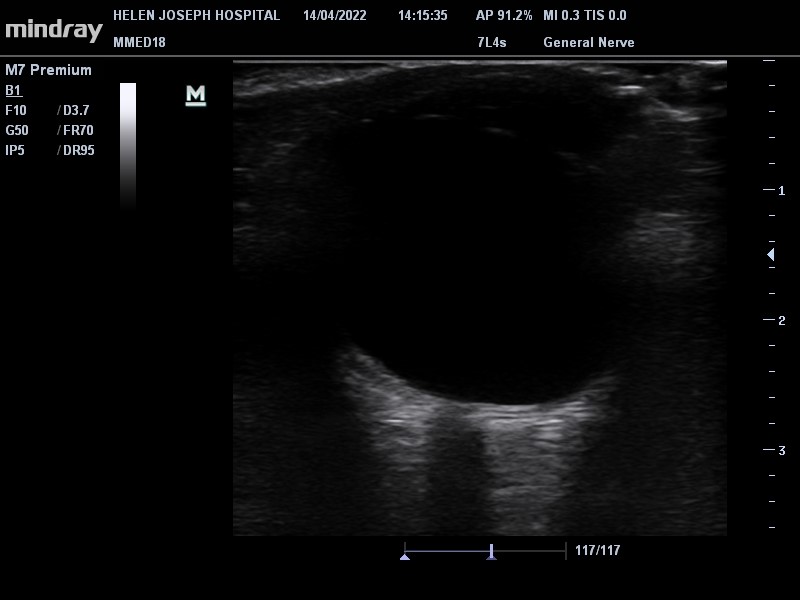 mindray
HELEN JOSEPH HOSPITAL 14/04/2022 14:15:35 AP 91.2% MI 0.3 TIS 0.0
MMED18 7L4s General Nerve
M7 Premium
B1
F10 / D3.7
G50 / FR70
IP5 / DR95
M
1
2
3
117/117